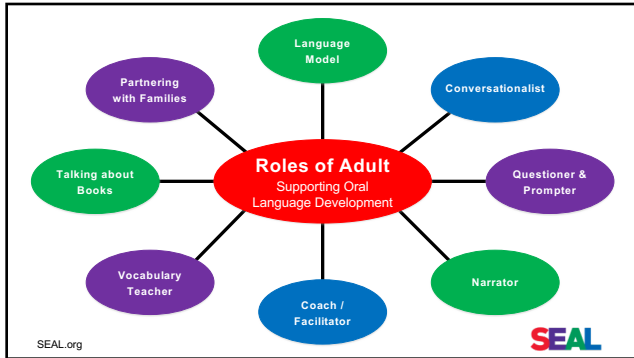 Language
Model
Conversationalist
Questioner &
Prompter
Narrator
Coach /
Facilitator
Vocabulary
Teacher
Talking about
Books
Partnering
with Families
Roles of Adult
Supporting Oral
Language Development
SEAL.org
SEAL